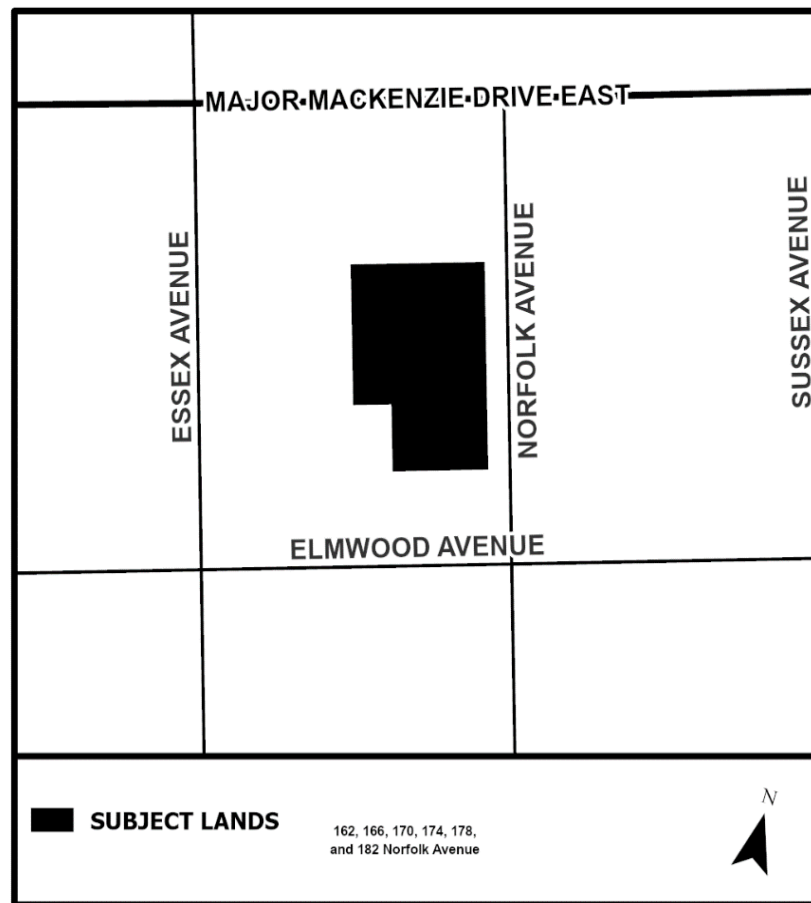 MAJOR MACKENZIE DRIVE EAST
ESSEX AVENUE
NORFOLK AVENUE
SUSSEX AVENUE
ELMWOOD AVENUE
SUBJECT LANDS
162, 166, 170, 174, 178,
and 182 Norfolk Avenue
N